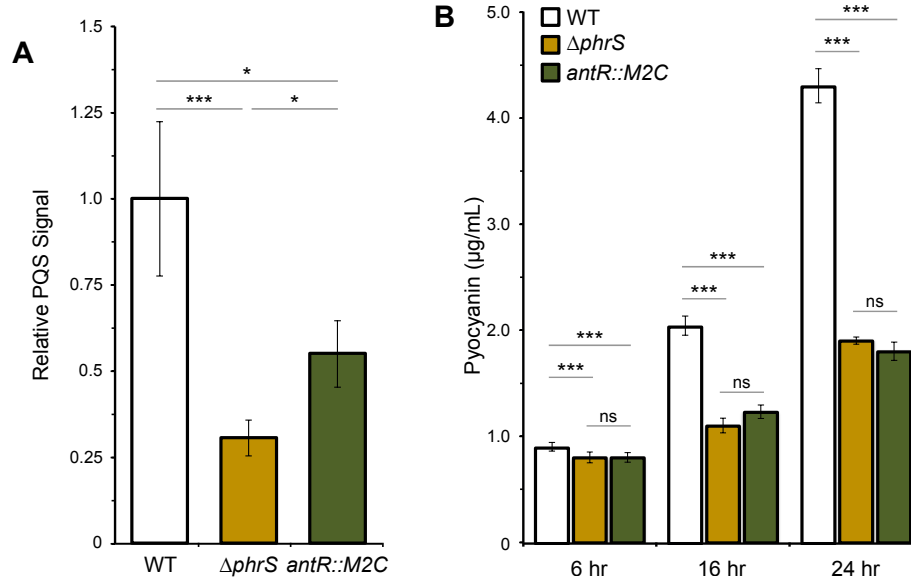 A
Relative PQS Signal
1.5
1.25
1.0
0.75
0.5
0.25
0
*
***
*
WT
ΔphrS
antR::M2C
B
Pyocyanin (µg/mL)
5.0
4.0
3.0
2.0
1.0
0
WT
ΔphrS
antR::M2C
***
***
ns
***
***
ns
***
***
ns
6 hr
16 hr
24 hr